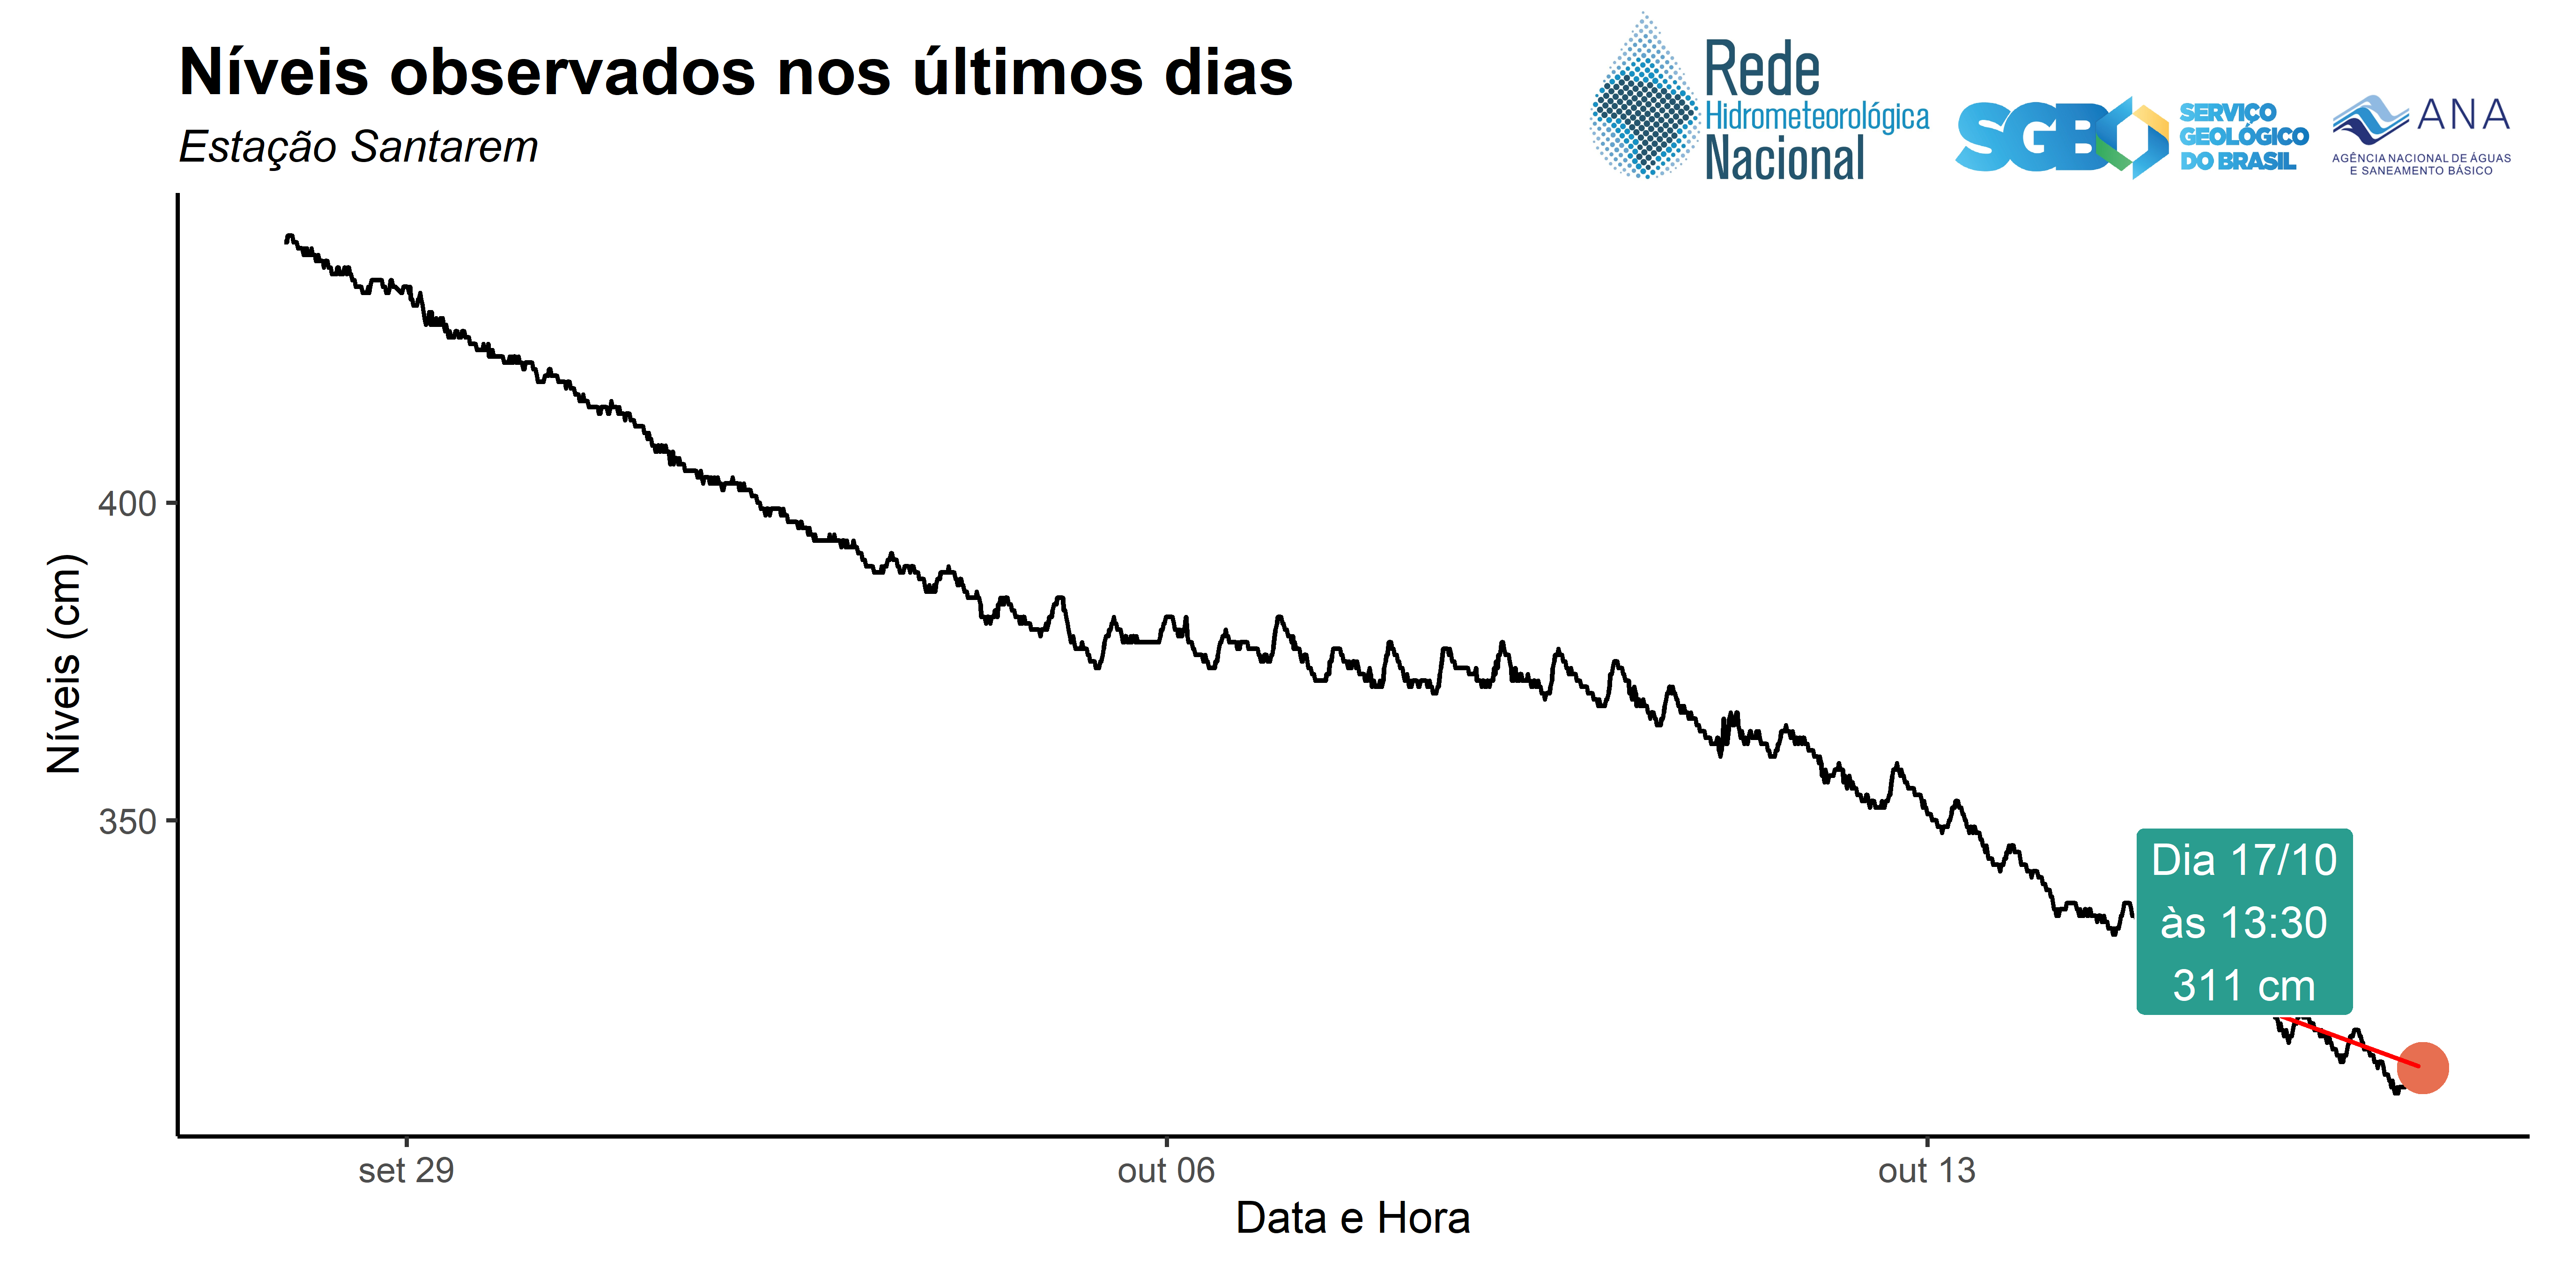 Níveis observados nos últimos dias
Estação Santarem
Rede
Hidrometeorológica
Nacional
SGB
SERVIÇO
GEOLÓGICO
DO BRASIL
ANA
AGÊNCIA NACIONAL DE ÁGUAS
E SANEAMENTO BÁSICO
Níveis (cm)
400
350
Dia 17/10
às 13:30
311 cm
set 29
out 06
out 13
Data e Hora